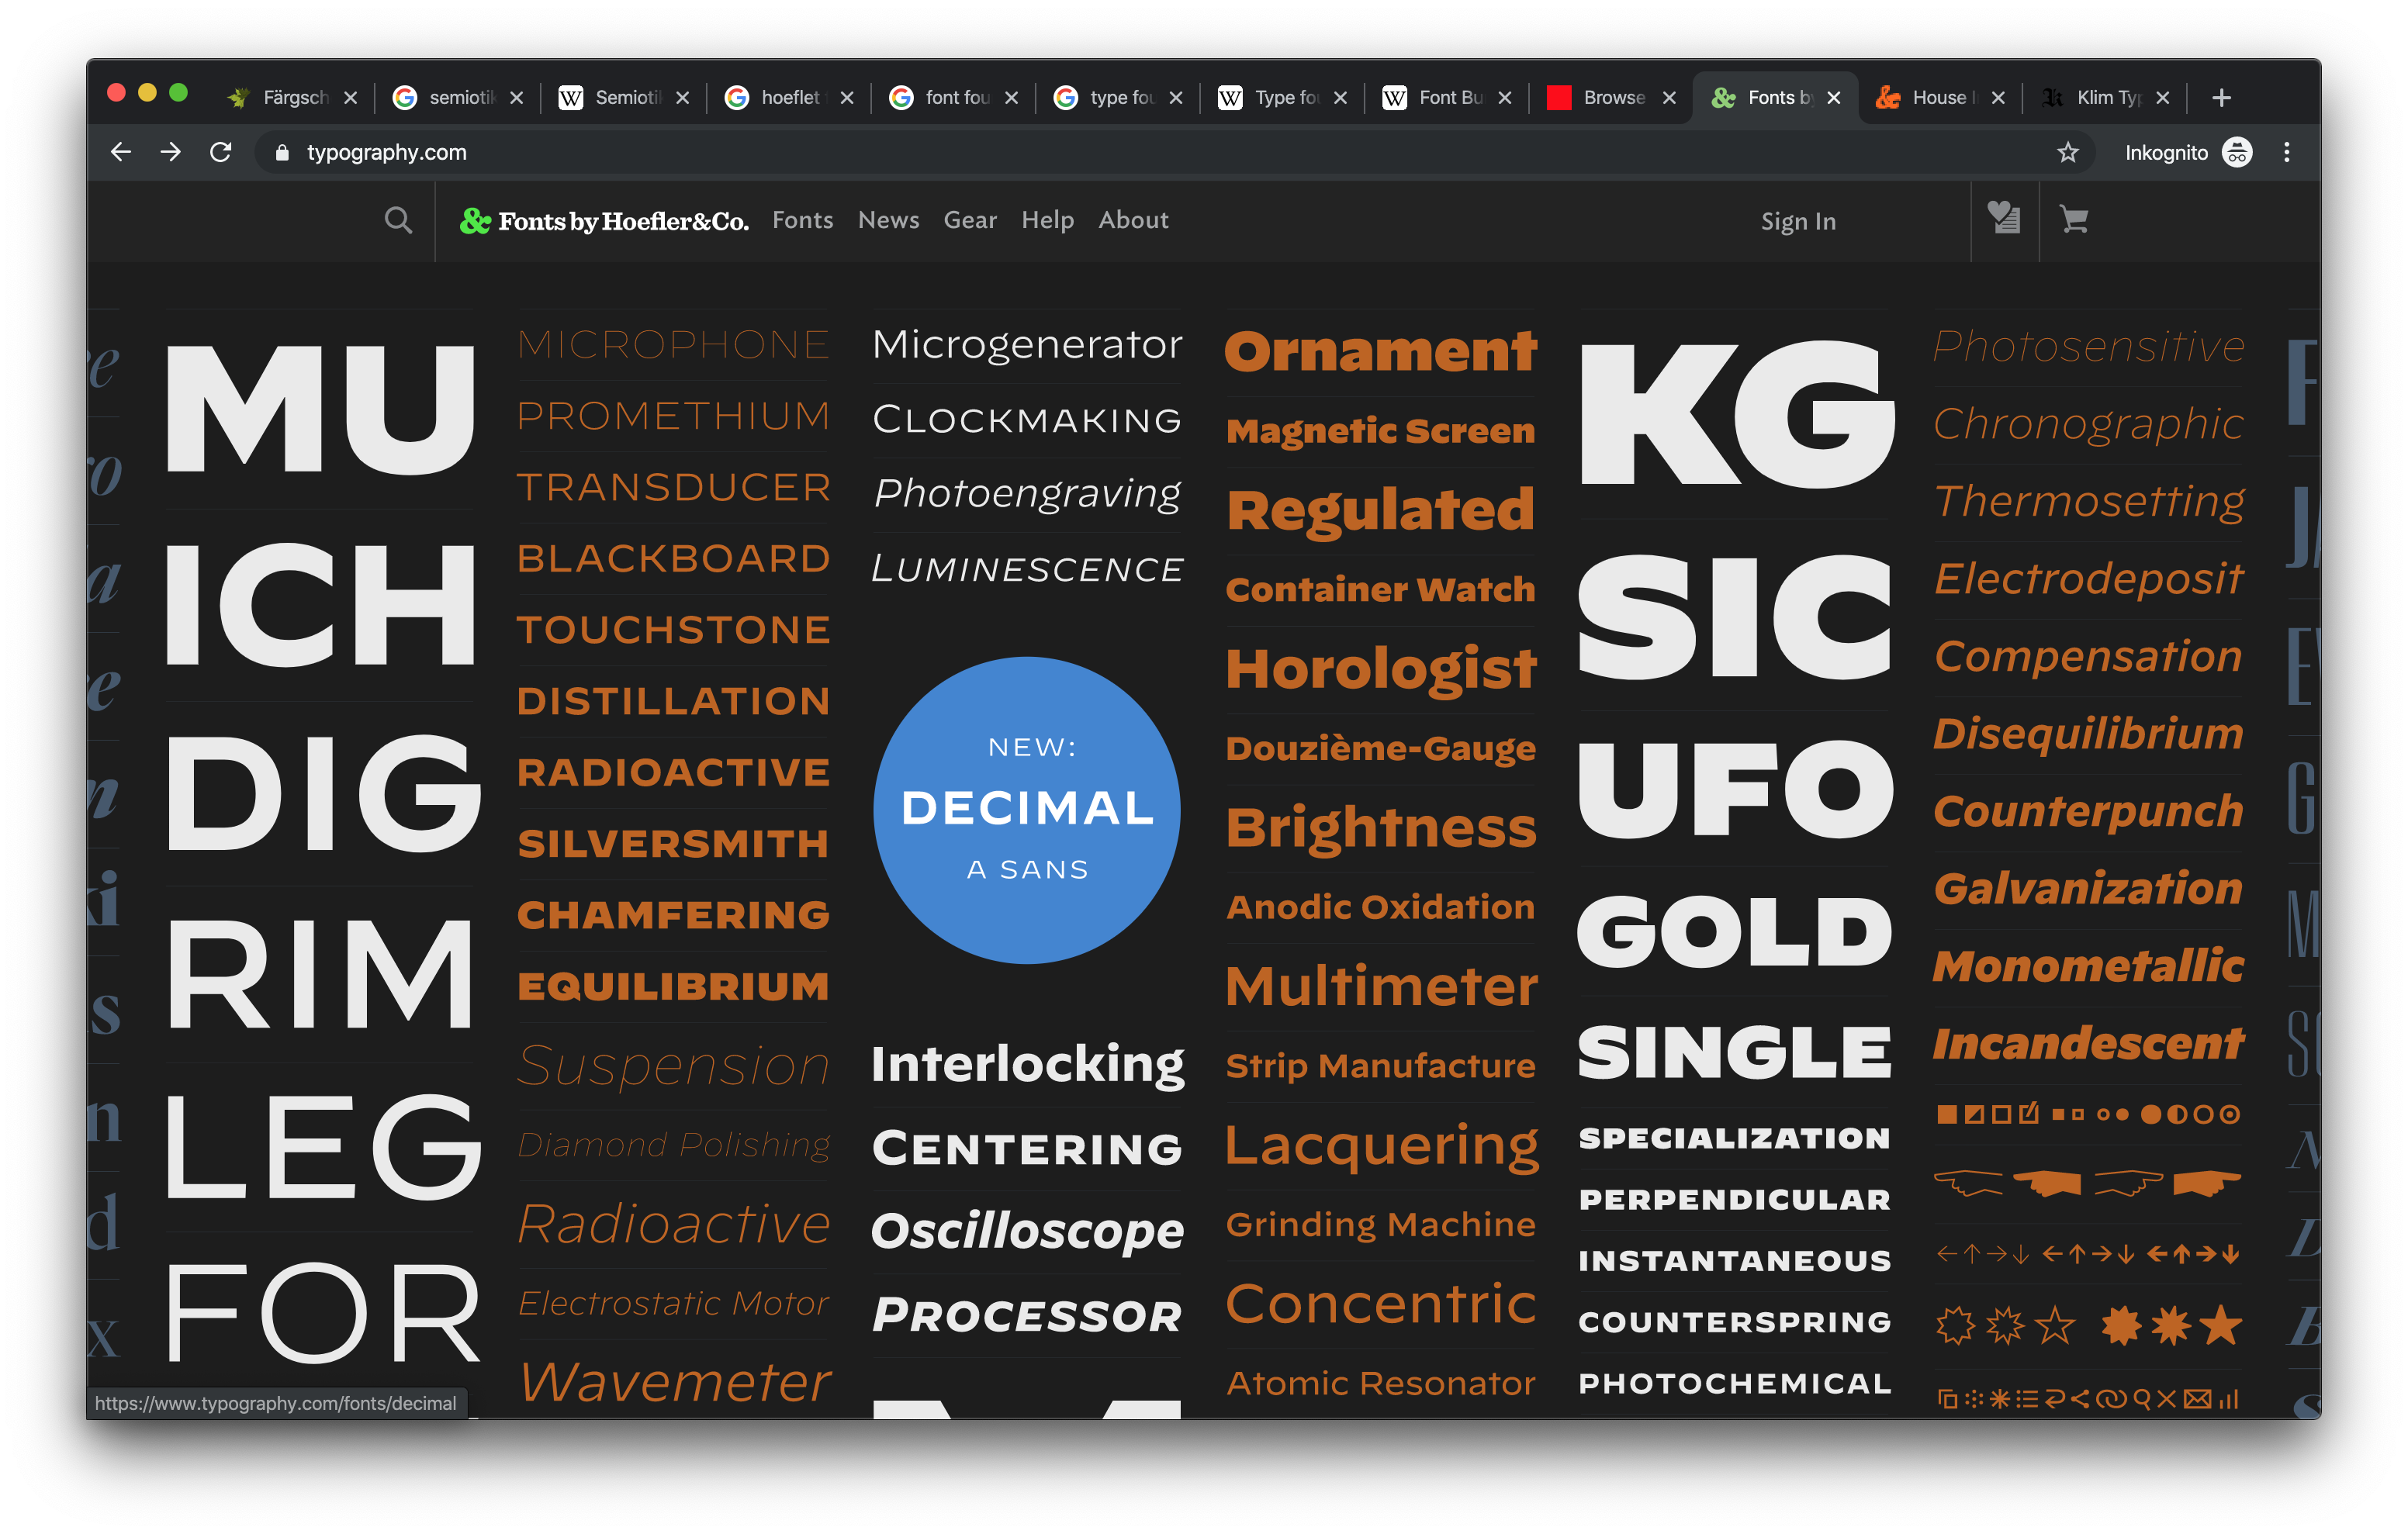 Färgsch
semiotik
Semiotik
hoeflet
font fou
type fou
Type fou
Font Bu
Browse
Fonts by
House I
Klim Typ
typography.com
Inkognito
& Fonts by Hoefler&Co.
Fonts
News
Gear
Help
About
Sign In
MU
ICH
DIG
RIM
LEG
FOR
MICROPHONE
PROMETHIUM
TRANSDUCER
BLACKBOARD
TOUCHSTONE
DISTILLATION
RADIOACTIVE
SILVERSMITH
CHAMFERING
EQUILIBRIUM
Suspension
Diamond Polishing
Radioactive
Electrostatic Motor
Wavemeter
Microgenerator
CLOCKMAKING
Photoengraving
LUMINESCENCE
NEW:
DECIMAL
A SANS
Interlocking
CENTERING
Oscilloscope
PROCESSOR
Ornament
Magnetic Screen
Regulated
Container Watch
Horologist
Douzième-Gauge
Brightness
Anodic Oxidation
Multimeter
Strip Manufacture
Lacquering
Grinding Machine
Concentric
Atomic Resonator
KG
SIC
UFO
GOLD
SINGLE
SPECIALIZATION
PERPENDICULAR
INSTANTANEOUS
COUNTERSPRING
PHOTOCHEMICAL
Photosensitive
Chronographic
Thermosetting
Electrodeposit
Compensation
Disequilibrium
Counterpunch
Galvanization
Monometallic
Incandescent
https://www.typography.com/fonts/decimal